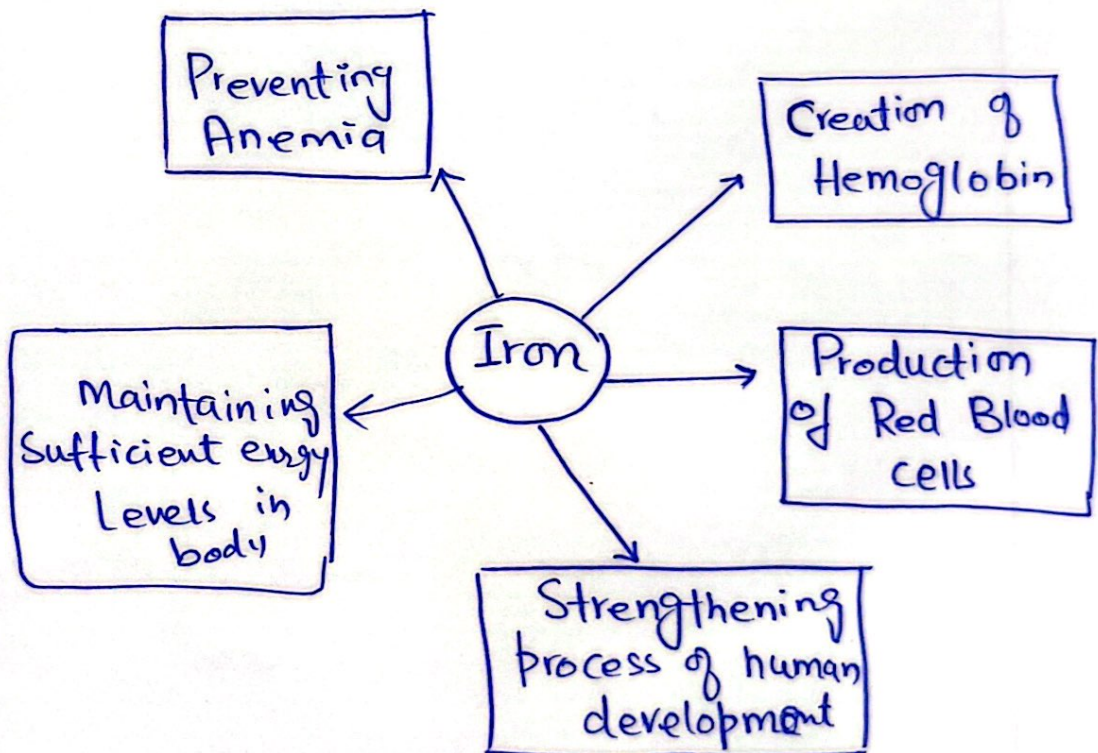 Preventing
Anemia
Creation of
Hemoglobin
Iron
Maintaining
Sufficient enrgy
Levels in
body
Production
of Red Blood
cells
Strengthening
process of human
development